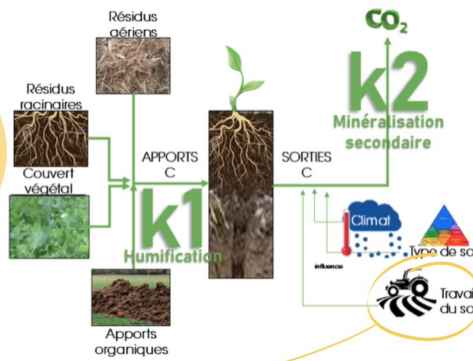 Résidus
aériens
CO₂
Résidus
racinaires
k2
Minéralisation
secondaire
Couvert
végétal
APPORTS
C
SORTIES
C
k1
Humification
Climat
Type de so
influence
Travai
du so
Apports
organiques